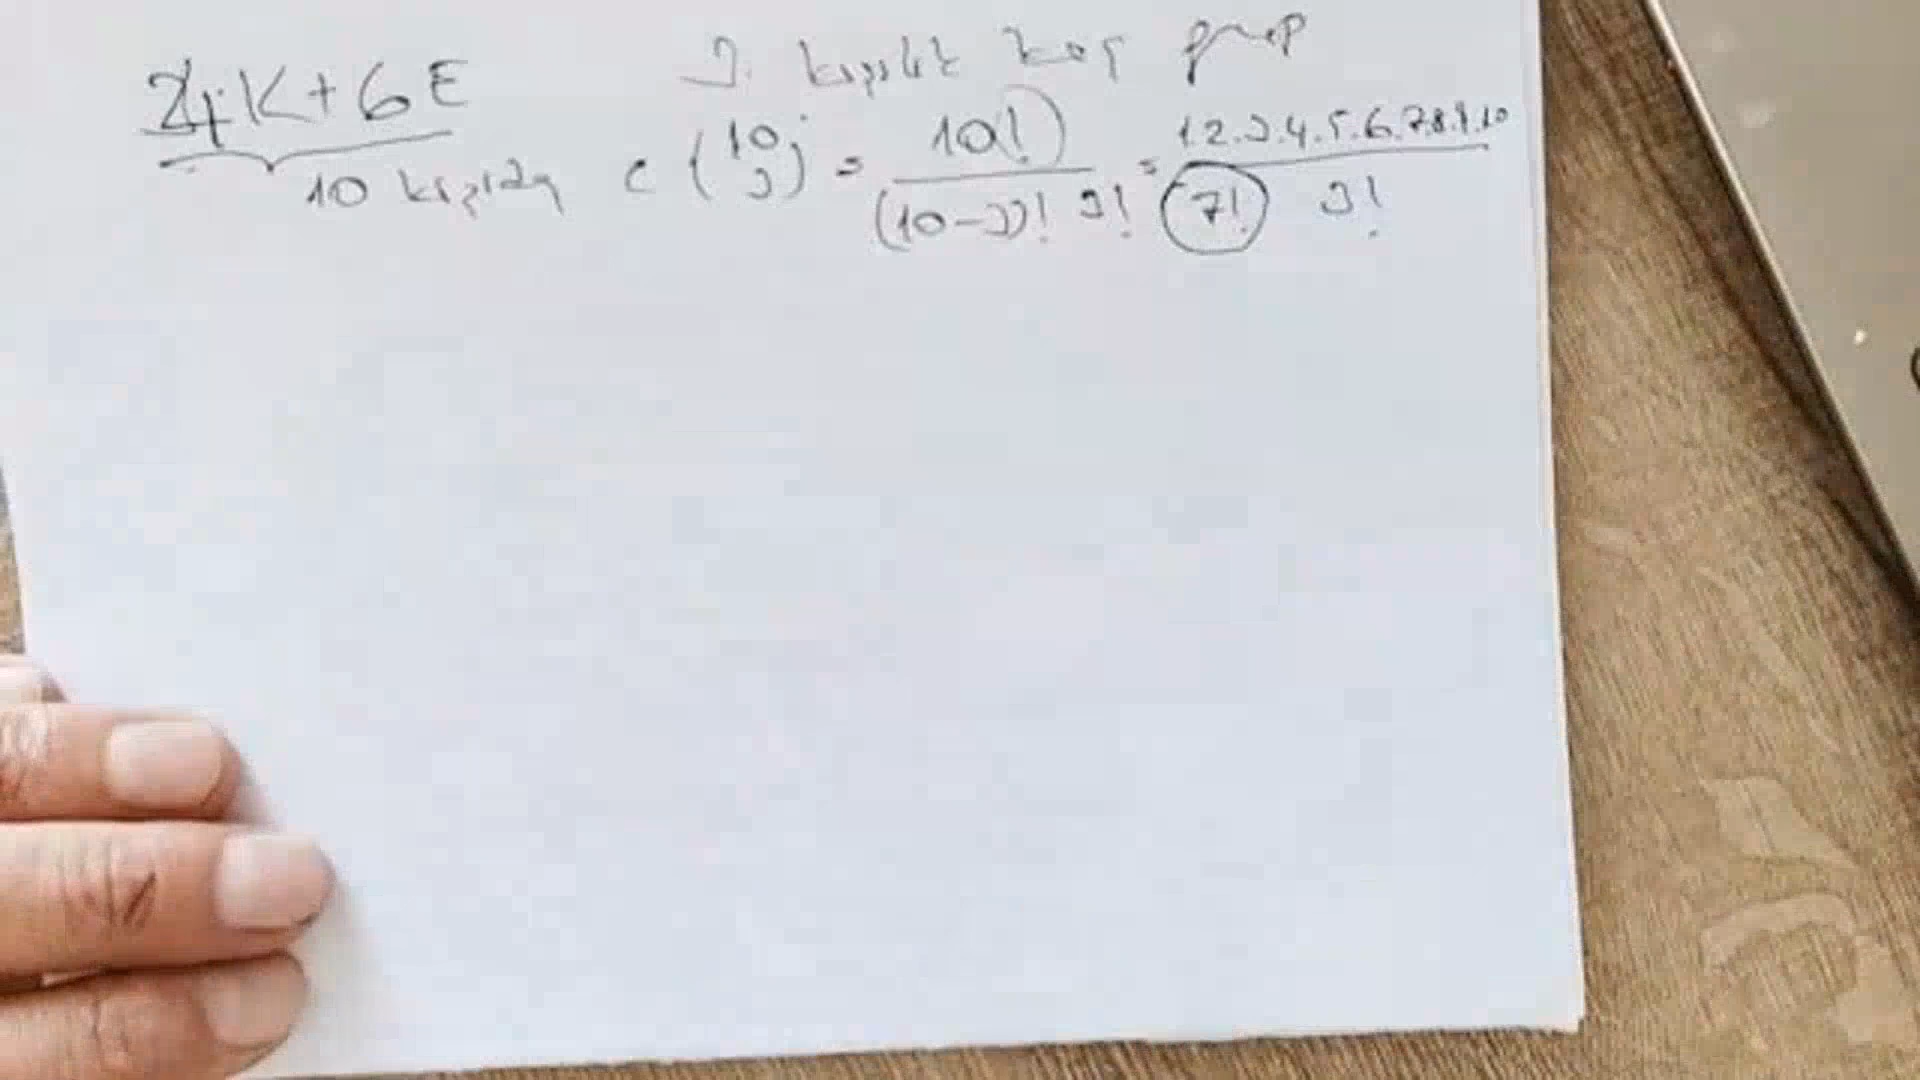 4K+6E
3 kişilik kaç grup
10 kişiden C(10 3) = 10! / (10-3)! 3! = 1.2.3.4.5.6.7.8.9.10 / 7! 3!